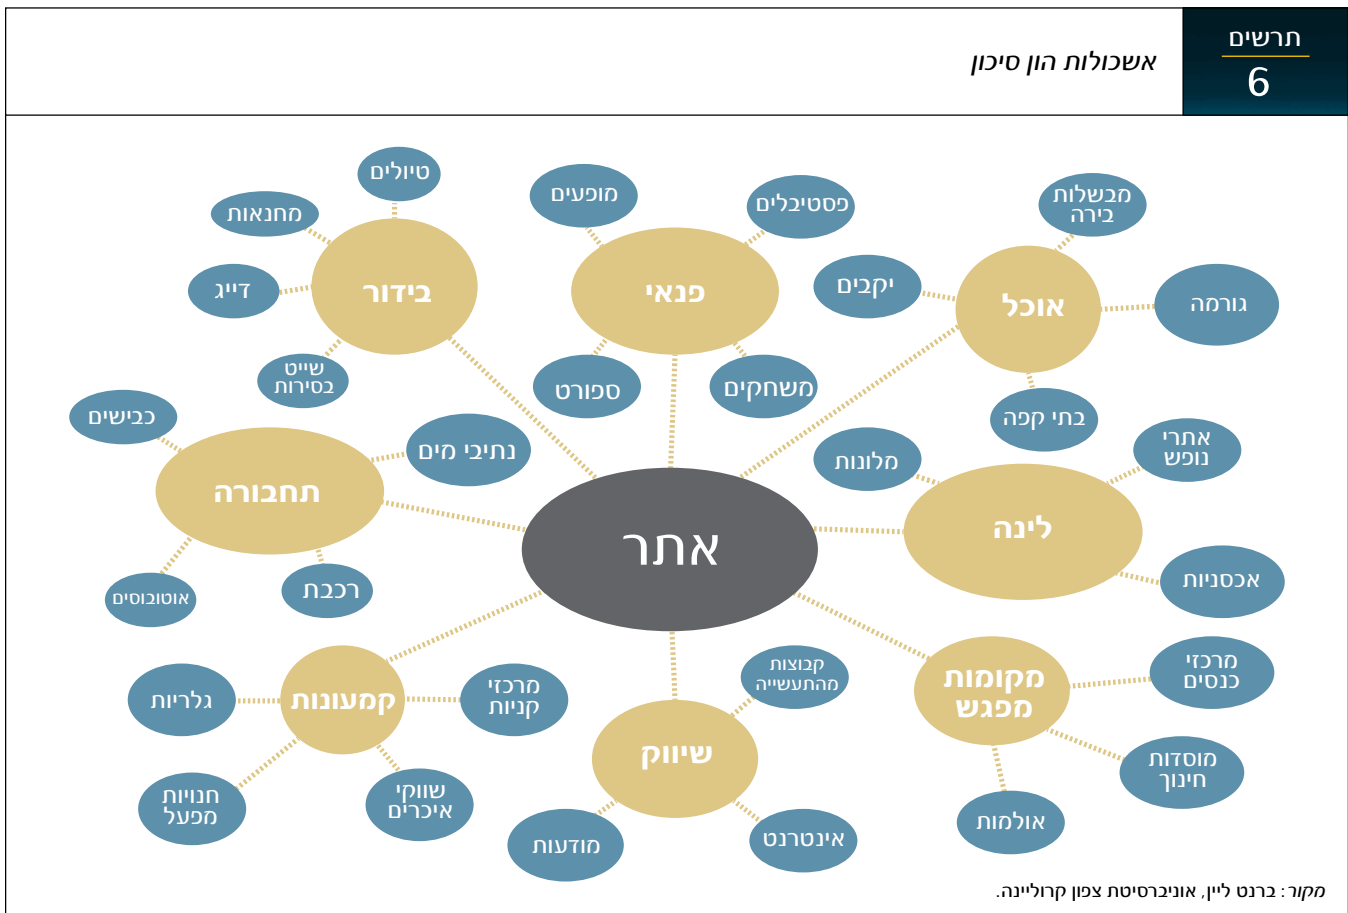 תרשים
6
אשכולות הון סיכון
טיולים
מחנאות
דייג
שייט
בסירות
בידור
מופעים
פסטיבלים
פנאי
ספורט
משחקים
מבשלות
בירה
יקבים
גורמה
אוכל
בתי קפה
כבישים
נתיבי מים
תחבורה
אוטובוסים
רכבת
אתר
מלונות
אתרי
נופש
לינה
אכסניות
גלריות
קמעונות
מרכזי
קניות
חנויות
מפעל
שווקי
איכרים
קבוצות
מהתעשייה
שיווק
מודעות
אינטרנט
מקומות
מפגש
מרכזי
כנסים
מוסדות
חינוך
אולמות
מקור: ברנט ליין, אוניברסיטת צפון קרוליינה.